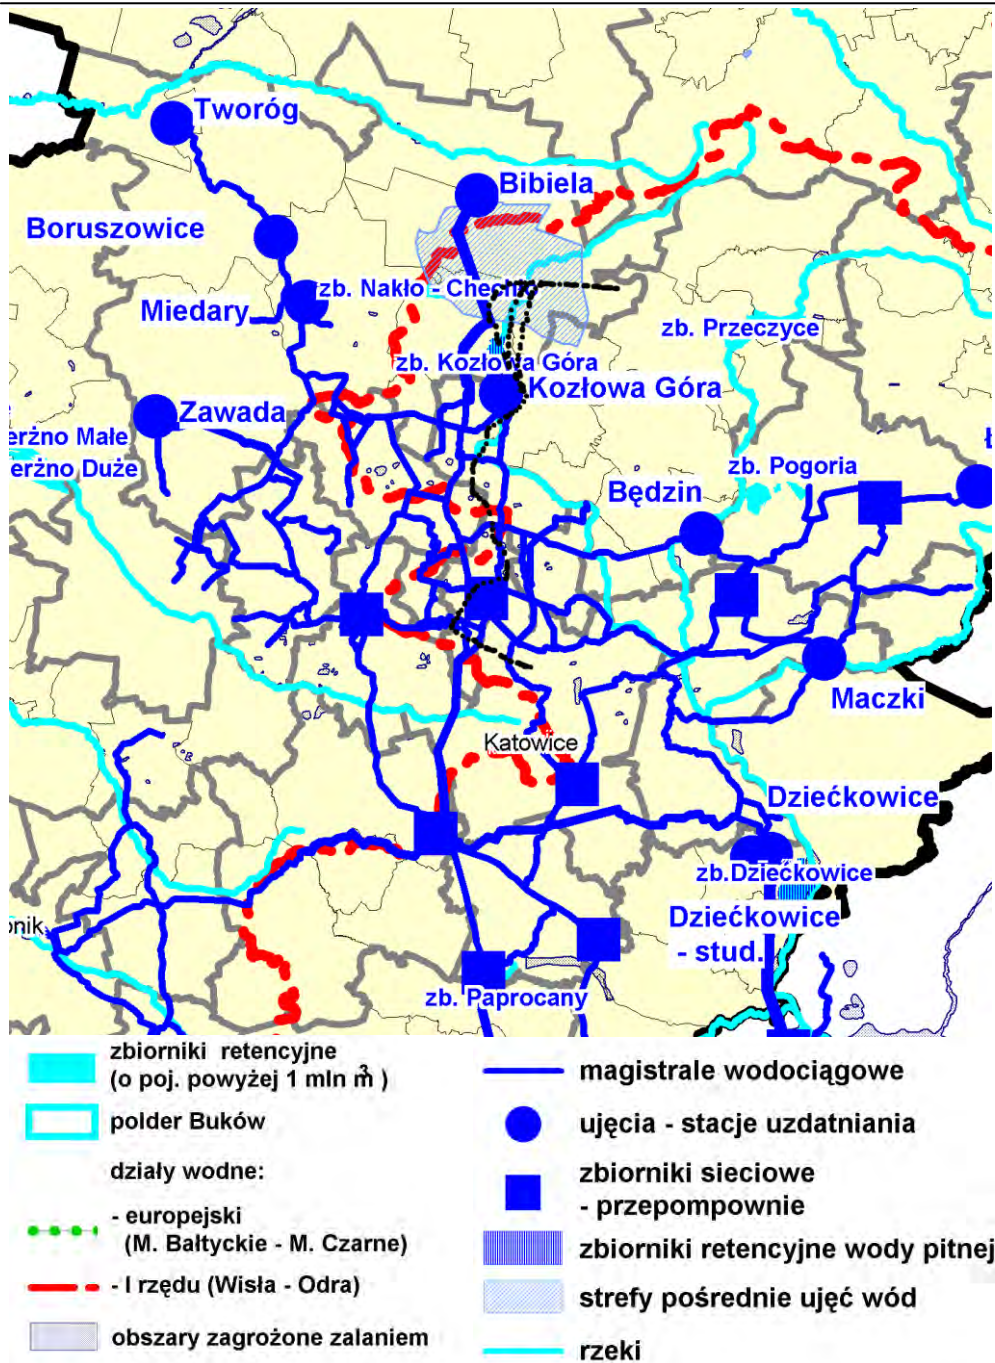 Tworóg
Bibiela
Boruszowice
zb. Nakło - Chechło
Miedary
zb. Przeczyce
zb. Kozłowa Góra
Kozłowa Góra
Zawada
erżno Małe
erżno Duże
zb. Pogoria
Będzin
Ł
Maczki
Katowice
Dziećkowice
zb.Dziećkowice
Dziećkowice
- stud.
onik
zb. Paprocany
zbiorniki retencyjne
(o poj. powyżej 1 mln m³ )
polder Buków
działy wodne:
- europejski
(M. Bałtyckie - M. Czarne)
- I rzędu (Wisła - Odra)
obszary zagrożone zalaniem
magistrale wodociągowe
ujęcia - stacje uzdatniania
zbiorniki sieciowe
- przepompownie
zbiorniki retencyjne wody pitnej
strefy pośrednie ujęć wód
rzeki